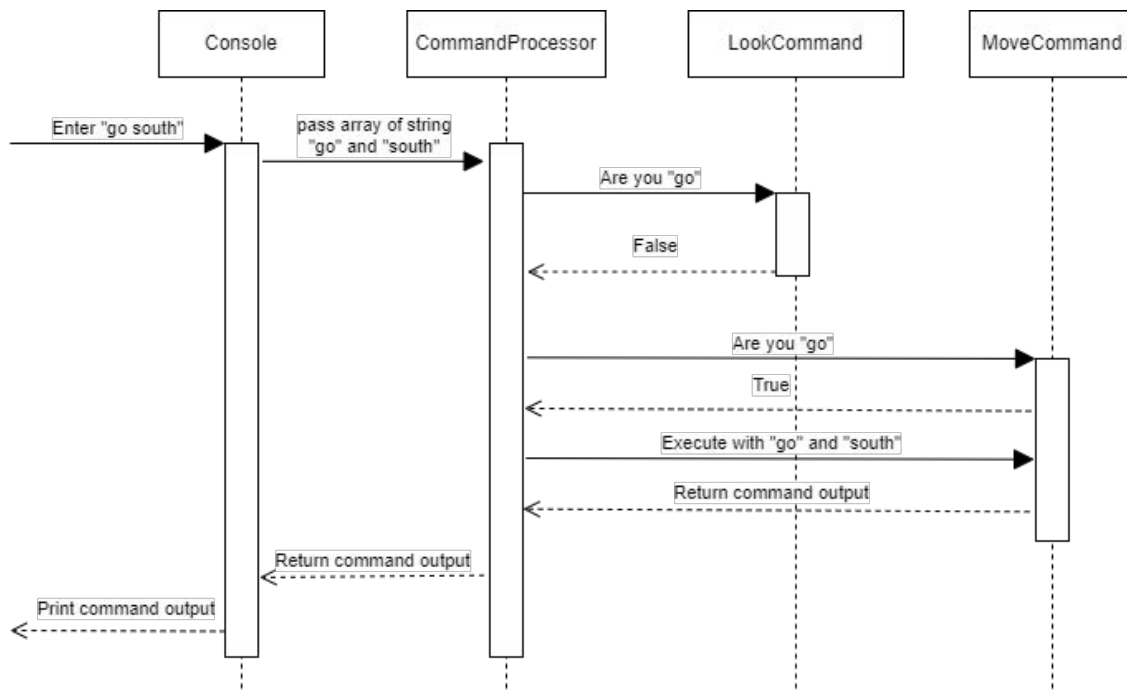 Console
CommandProcessor
LookCommand
MoveCommand
Enter "go south"
pass array of string
"go" and "south"
Are you "go"
False
Are you "go"
True
Execute with "go" and "south"
Return command output
Return command output
Print command output